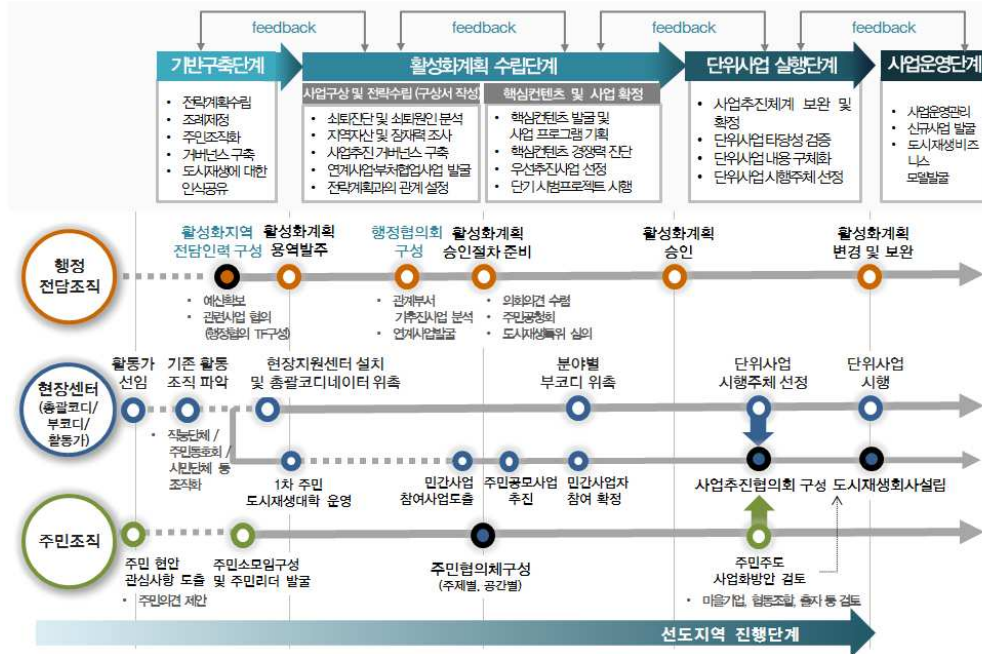 feedback
feedback
feedback
feedback
기반구축단계
활성화계획 수립단계
단위사업 실행단계
사업운영단계
• 전략계획수립
• 조례제정
• 주민조직화
• 거버넌스 구축
• 도시재생에 대한
인식공유
사업구상 및 전략수립 (구상서 작성)
• 쇠퇴진단 및 쇠퇴원인 분석
• 지역자산 및 잠재력 조사
• 사업추진 거버넌스 구축
• 연계사업·부처협업사업 발굴
• 전략계획과의 관계 설정
핵심컨텐츠 및 사업 확정
• 핵심컨텐츠 발굴 및
사업 프로그램 기획
• 핵심컨텐츠 경쟁력 진단
• 우선추진사업 선정
• 단기 시범프로젝트 시행
• 사업추진체계 보완 및
확정
• 단위사업 타당성 검증
• 단위사업 내용 구체화
• 단위사업 시행주체 선정
• 사업운영관리
• 신규사업 발굴
• 도시재생비즈
니스
모델발굴
행정
전담조직
활성화지역
전담인력 구성
활성화계획
용역발주
행정협의회
구성
활성화계획
승인절차 준비
활성화계획
승인
활성화계획
변경 및 보완
• 예산확보
• 관련사업 협의
(행정협의 TF구성)
• 관계부서
기추진사업 분석
• 연계사업발굴
• 의회의견 수렴
• 주민공청회
• 도시재생특위 심의
현장센터
(총괄코디/
부코디/
활동가)
활동가
선임
기존 활동
조직 파악
현장지원센터 설치
및 총괄코디네이터 위촉
분야별
부코디 위촉
단위사업
시행주체 선정
단위사업
시행
• 직능단체 /
주민동호회 /
시민단체 등
조직화
1차 주민
도시재생대학 운영
민간사업
참여사업도출
주민공모사업
추진
민간사업자
참여 확정
사업추진협의회 구성
도시재생회사설립
주민조직
주민 현안
관심사항 도출
• 주민의견 제안
주민소모임구성
및 주민리더 발굴
주민협의체구성
(주제별, 공간별)
주민주도
사업화방안 검토
• 마을기업, 협동조합, 출자 등 검토
선도지역 진행단계